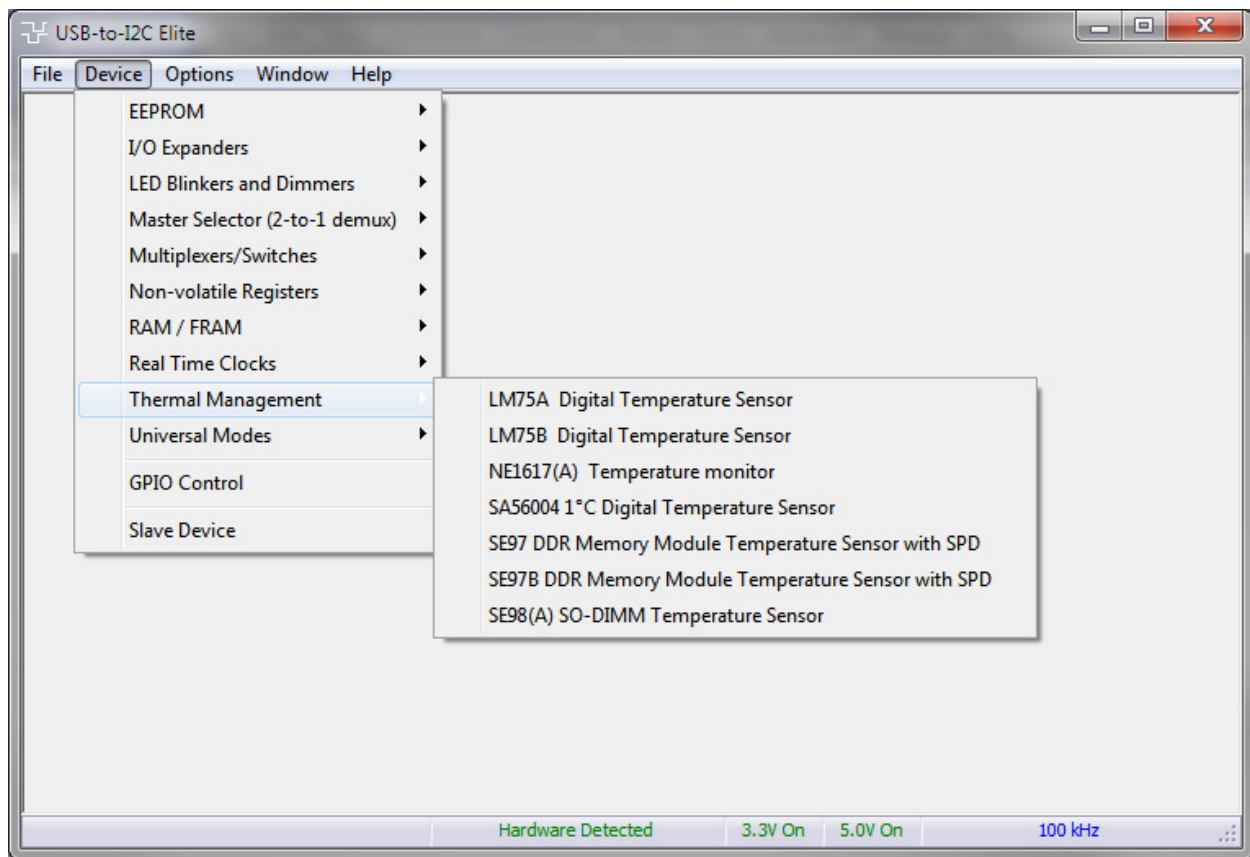 USB-to-I2C Elite
File Device Options Window Help
EEPROM
I/O Expanders
LED Blinkers and Dimmers
Master Selector (2-to-1 demux)
Multiplexers/Switches
Non-volatile Registers
RAM / FRAM
Real Time Clocks
Thermal Management
Universal Modes
GPIO Control
Slave Device
LM75A  Digital Temperature Sensor
LM75B  Digital Temperature Sensor
NE1617(A)  Temperature monitor
SA56004 1°C Digital Temperature Sensor
SE97 DDR Memory Module Temperature Sensor with SPD
SE97B DDR Memory Module Temperature Sensor with SPD
SE98(A) SO-DIMM Temperature Sensor
Hardware Detected 3.3V On 5.0V On 100 kHz